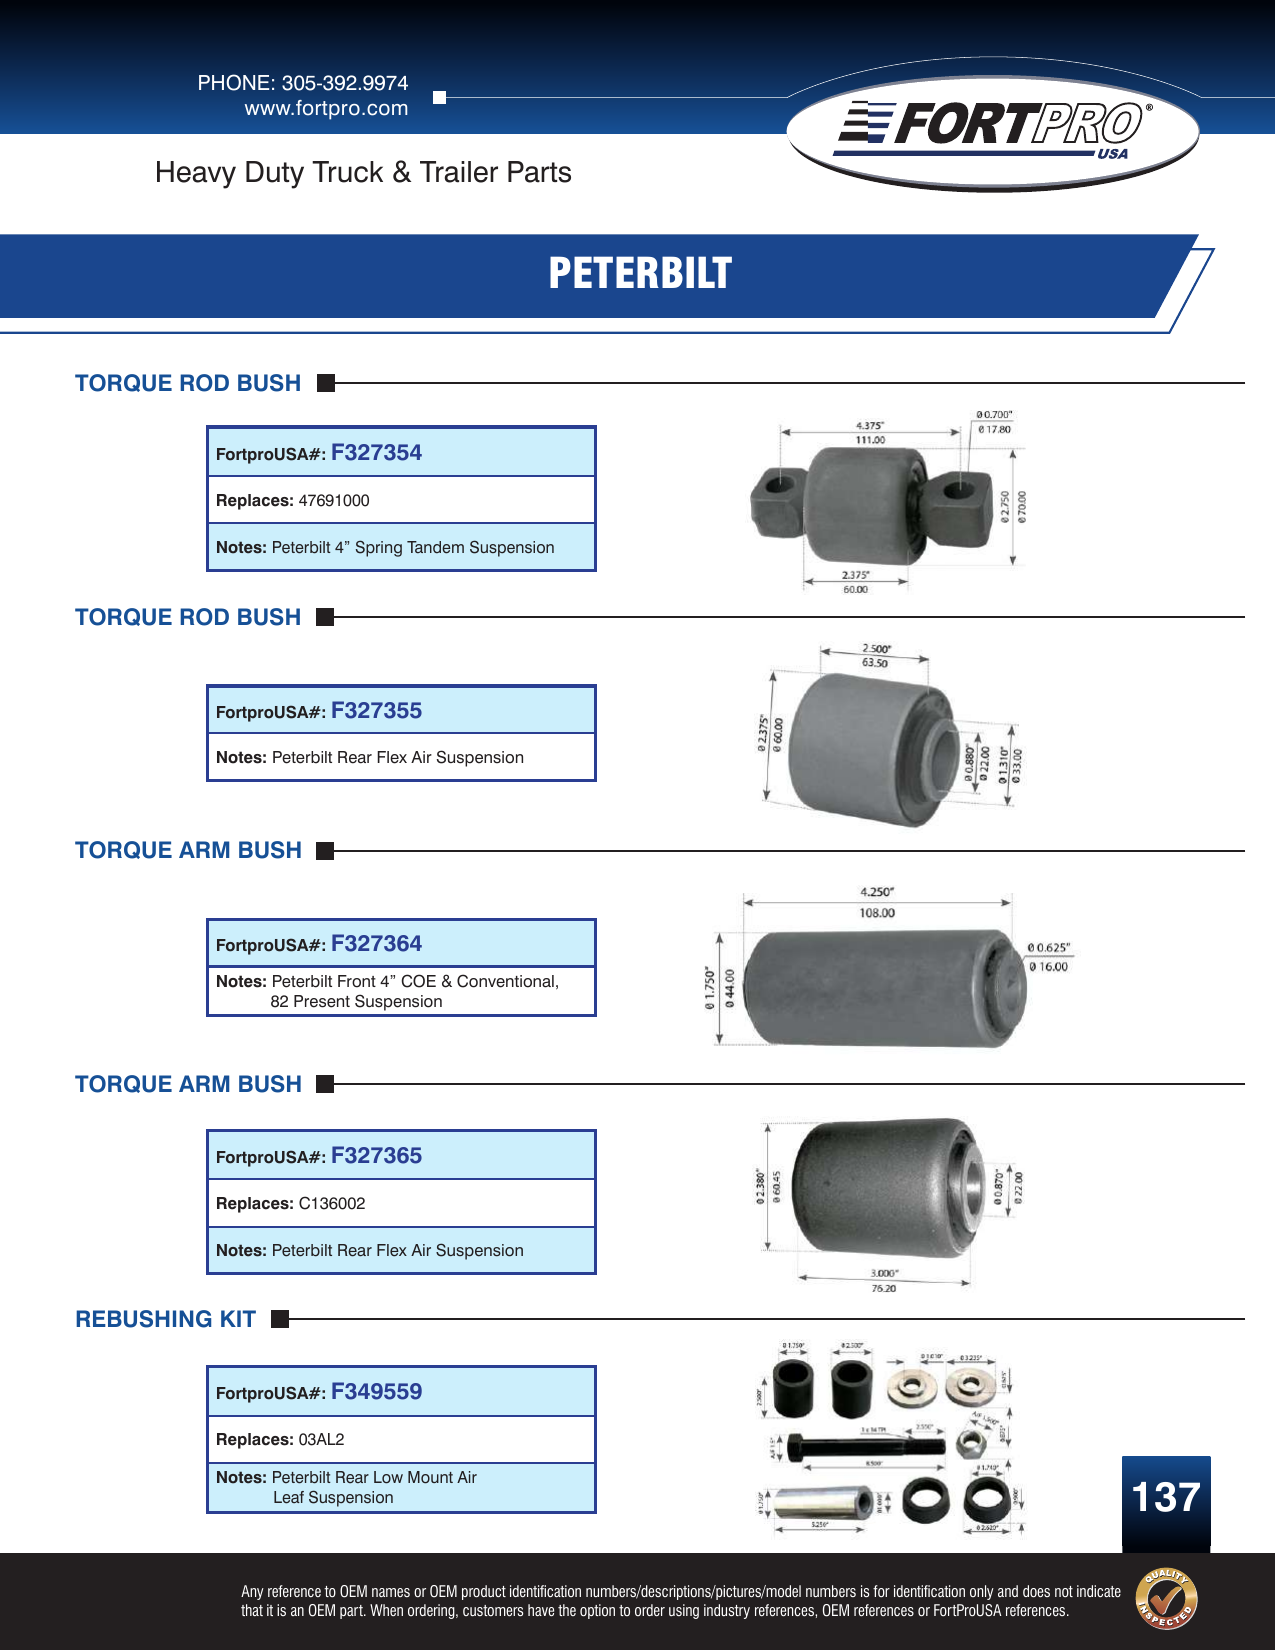 PHONE: 305-392.9974
www.fortpro.com
FORTPRO®
USA
Heavy Duty Truck & Trailer Parts
PETERBILT
TORQUE ROD BUSH
FortproUSA#: F327354
Replaces: 47691000
Notes: Peterbilt 4” Spring Tandem Suspension
Ø 0.700"
Ø 17.80
4.375"
111.00
Ø 2.750
Ø 70.00
2.375"
60.00
TORQUE ROD BUSH
FortproUSA#: F327355
Notes: Peterbilt Rear Flex Air Suspension
2.500"
63.50
Ø 2.375"
Ø 60.00
Ø 0.880"
Ø 22.00
Ø 1.310"
Ø 33.00
TORQUE ARM BUSH
FortproUSA#: F327364
Notes: Peterbilt Front 4” COE & Conventional,
82 Present Suspension
4.250"
108.00
Ø 1.750"
Ø 44.00
Ø 0.625"
Ø 16.00
TORQUE ARM BUSH
FortproUSA#: F327365
Replaces: C136002
Notes: Peterbilt Rear Flex Air Suspension
Ø 2.380"
Ø 60.45
Ø 0.870"
Ø 22.00
3.000"
76.20
REBUSHING KIT
FortproUSA#: F349559
Replaces: 03AL2
Notes: Peterbilt Rear Low Mount Air
Leaf Suspension
Ø 1.750"
Ø 2.500"
Ø 1.010"
Ø 3.235"
2.500"
2.550"
8.500"
Ø 1.740"
Ø 1.750"
5.250"
Ø 2.620"
137
Any reference to OEM names or OEM product identification numbers/descriptions/pictures/model numbers is for identification only and does not indicate
that it is an OEM part. When ordering, customers have the option to order using industry references, OEM references or FortProUSA references.
QUALITY
INSPECTED